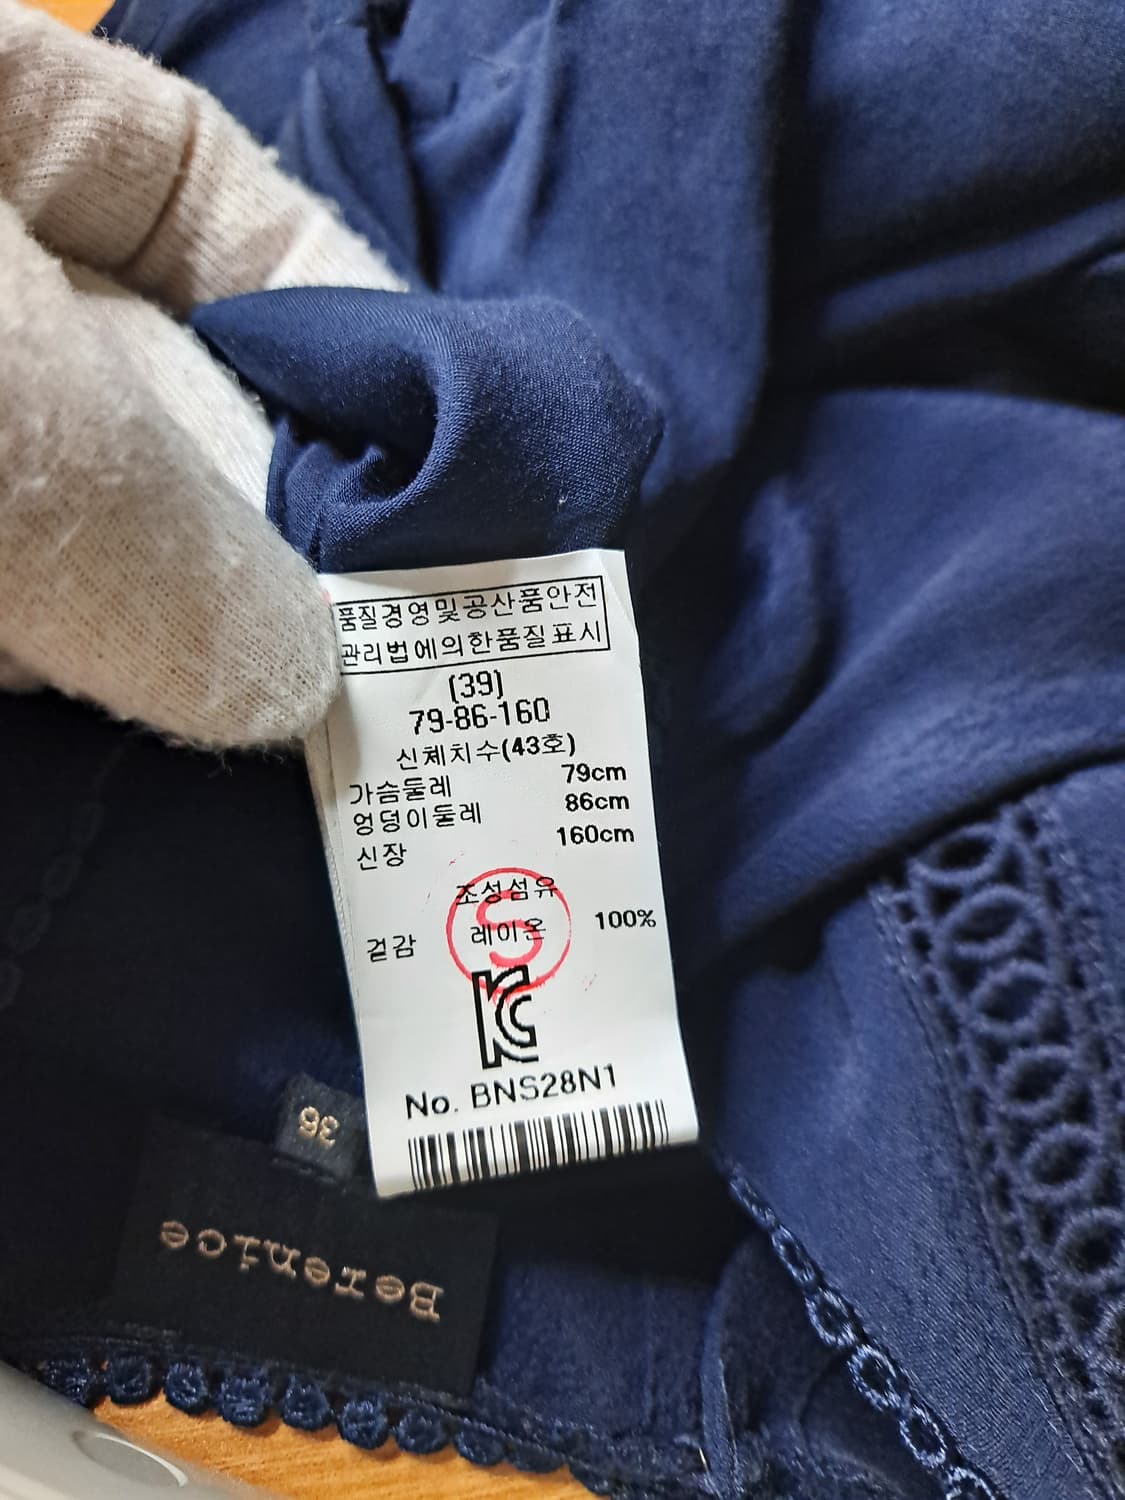 품질경영및공산품안전
관리법에의한품질표시
(39)
79-86-160
신체치수(43호)
가슴둘레 79cm
엉덩이둘레 86cm
신장 160cm
조성섬유
겉감 레이온 100%
S
KC
No. BNS28N1
36
Berenice